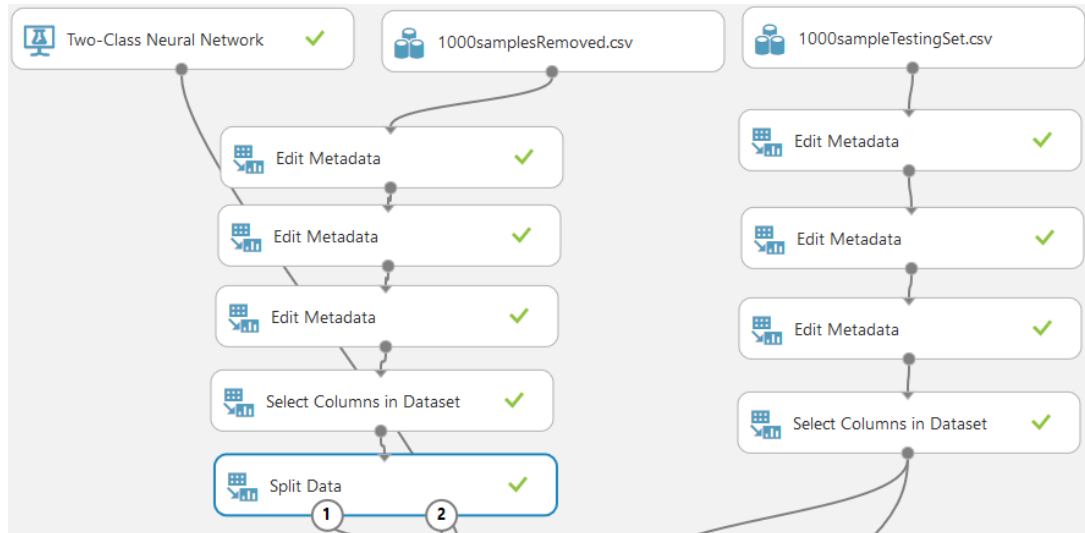 Two-Class Neural Network
1000samplesRemoved.csv
1000sampleTestingSet.csv
Edit Metadata
Edit Metadata
Edit Metadata
Edit Metadata
Edit Metadata
Edit Metadata
Select Columns in Dataset
Select Columns in Dataset
Split Data
1
2